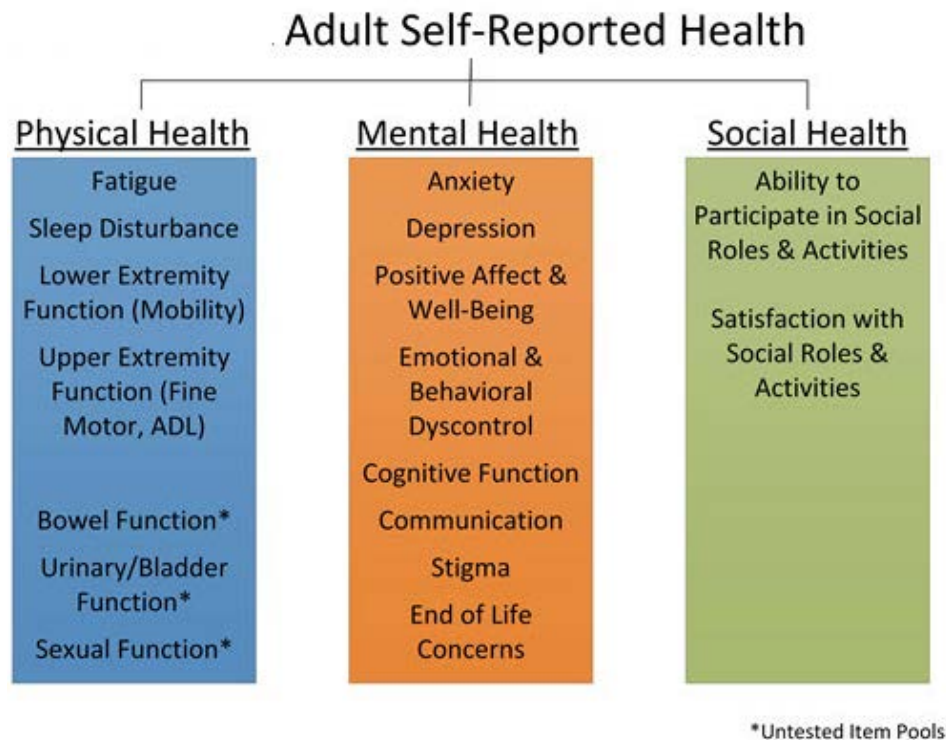 Adult Self-Reported Health
Physical Health
Fatigue
Sleep Disturbance
Lower Extremity
Function (Mobility)
Upper Extremity
Function (Fine
Motor, ADL)
Bowel Function*
Urinary/Bladder
Function*
Sexual Function*
Mental Health
Anxiety
Depression
Positive Affect &
Well-Being
Emotional &
Behavioral
Dyscontrol
Cognitive Function
Communication
Stigma
End of Life
Concerns
Social Health
Ability to
Participate in Social
Roles & Activities
Satisfaction with
Social Roles &
Activities
*Untested Item Pools